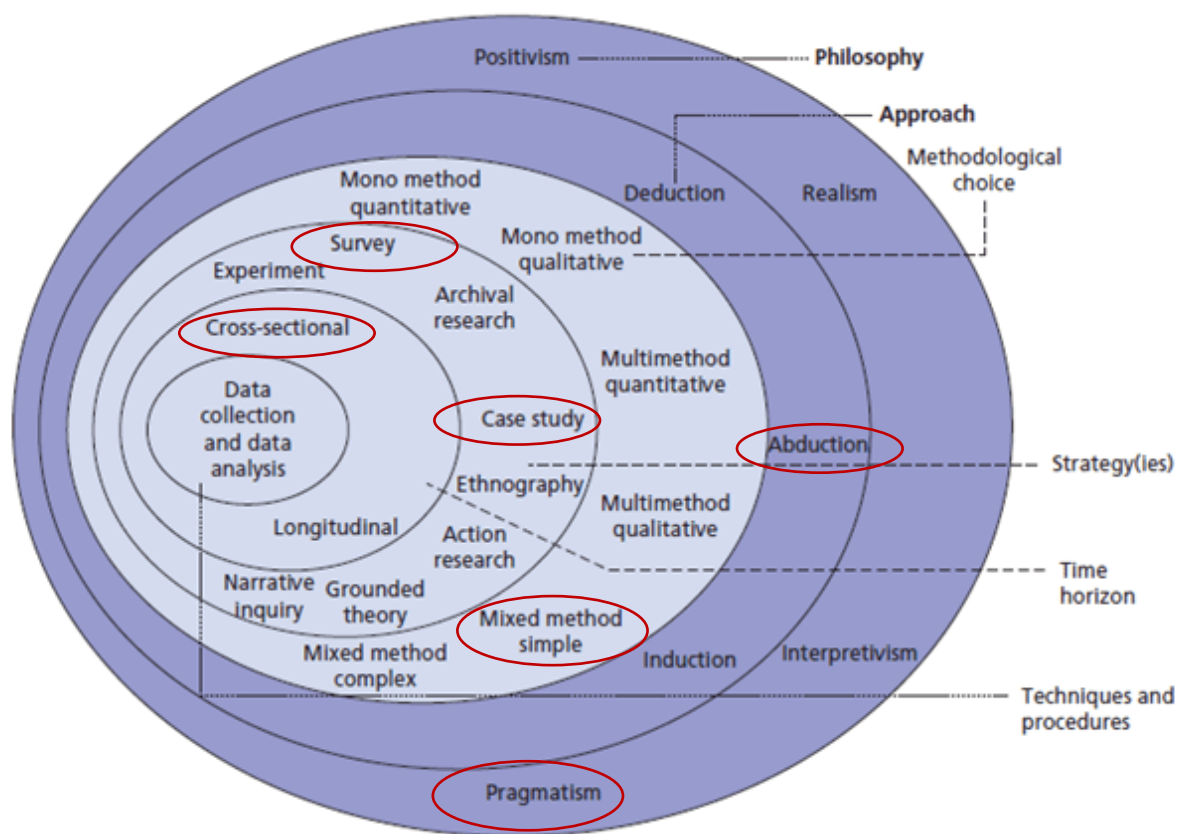 Positivism
Philosophy
Approach
Methodological
choice
Mono method
quantitative
Deduction
Realism
Survey
Mono method
qualitative
Experiment
Archival
research
Cross-sectional
Multimethod
quantitative
Data
collection
and data
analysis
Case study
Abduction
Strategy(ies)
Ethnography
Multimethod
qualitative
Longitudinal
Action
research
Time
horizon
Narrative
inquiry
Grounded
theory
Mixed method
simple
Mixed method
complex
Induction
Interpretivism
Techniques and
procedures
Pragmatism